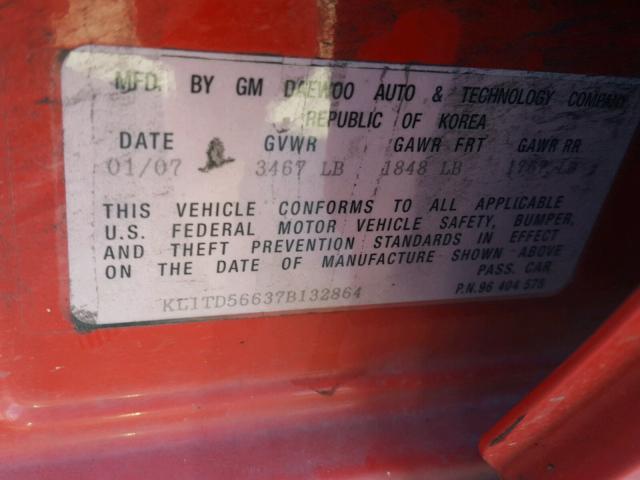 MFD. BY GM DAEWOO AUTO & TECHNOLOGY COMPANY
REPUBLIC OF KOREA
DATE GVWR GAWR FRT GAWR RR
01/07 3467 LB 1848 LB LB
THIS VEHICLE CONFORMS TO ALL APPLICABLE
U.S. FEDERAL MOTOR VEHICLE SAFETY, BUMPER,
AND THEFT PREVENTION STANDARDS IN EFFECT
ON THE DATE OF MANUFACTURE SHOWN ABOVE
PASS. CAR
KL1TD56637B132864
P.N.96 404 575